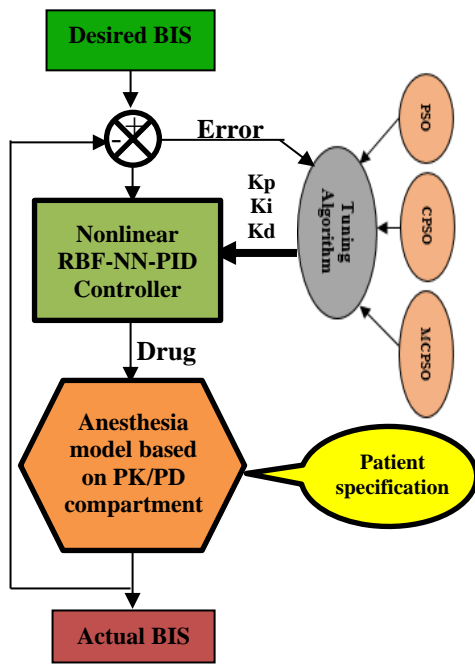 Desired BIS
+
-
Error
PSO
Kp
Ki
Kd
Tuning
Algorithm
CPSO
Nonlinear
RBF-NN-PID
Controller
MCPSO
Drug
Anesthesia
model based
on PK/PD
compartment
Patient
specification
Actual BIS